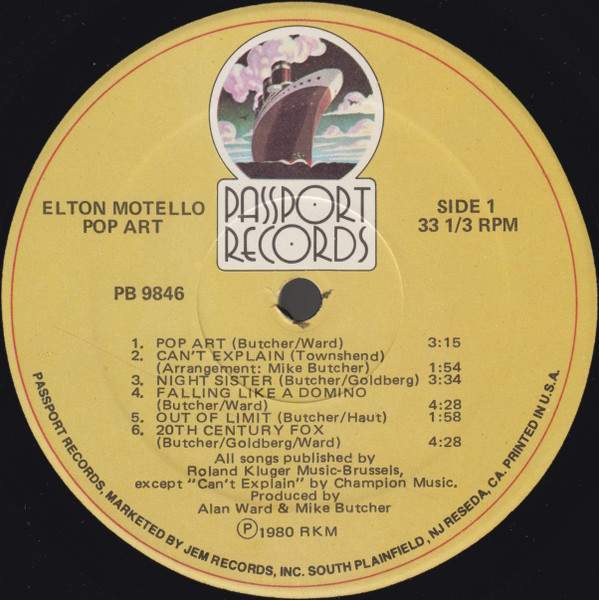 PASSPORT
RECORDS
ELTON MOTELLO
POP ART
SIDE 1
33 1/3 RPM
PB 9846
1. POP ART (Butcher/Ward) 3:15
2. CAN'T EXPLAIN (Townshend)
(Arrangement: Mike Butcher) 1:54
3. NIGHT SISTER (Butcher/Goldberg) 3:34
4. FALLING LIKE A DOMINO
(Butcher/Ward) 4:28
5. OUT OF LIMIT (Butcher/Haut) 1:58
6. 20TH CENTURY FOX
(Butcher/Goldberg/Ward) 4:28
All songs published by
Roland Kluger Music-Brussels,
except "Can't Explain" by Champion Music.
Produced by
Alan Ward & Mike Butcher
Ⓟ 1980 RKM
PASSPORT RECORDS, MARKETED BY JEM RECORDS, INC. SOUTH PLAINFIELD, NJ RESEDA, CA. PRINTED IN U.S.A.